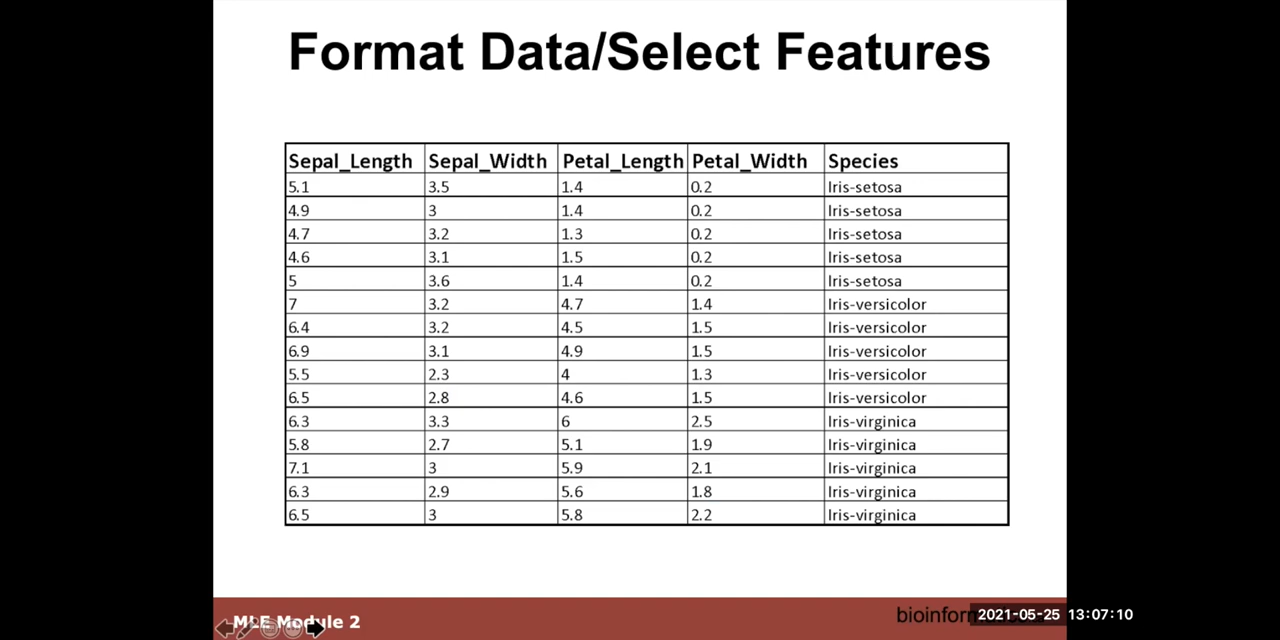 Format Data/Select Features
Sepal_Length Sepal_Width Petal_Length Petal_Width Species
5.1 3.5 1.4 0.2 Iris-setosa
4.9 3 1.4 0.2 Iris-setosa
4.7 3.2 1.3 0.2 Iris-setosa
4.6 3.1 1.5 0.2 Iris-setosa
5 3.6 1.4 0.2 Iris-setosa
7 3.2 4.7 1.4 Iris-versicolor
6.4 3.2 4.5 1.5 Iris-versicolor
6.9 3.1 4.9 1.5 Iris-versicolor
5.5 2.3 4 1.3 Iris-versicolor
6.5 2.8 4.6 1.5 Iris-versicolor
6.3 3.3 6 2.5 Iris-virginica
5.8 2.7 5.1 1.9 Iris-virginica
7.1 3 5.9 2.1 Iris-virginica
6.3 2.9 5.6 1.8 Iris-virginica
6.5 3 5.8 2.2 Iris-virginica
MLE Module 2
2021-05-25 13:07:10